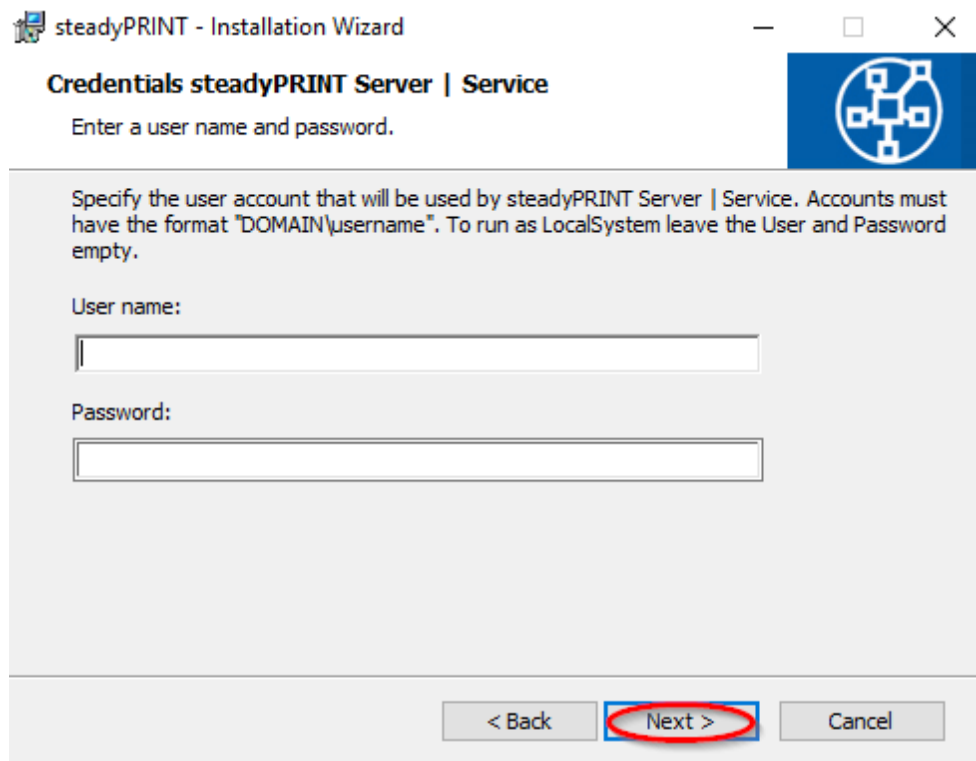 steadyPRINT - Installation Wizard
Credentials steadyPRINT Server | Service
Enter a user name and password.
Specify the user account that will be used by steadyPRINT Server | Service. Accounts must
have the format "DOMAIN\username". To run as LocalSystem leave the User and Password
empty.
User name:
Password:
< Back
Next >
Cancel